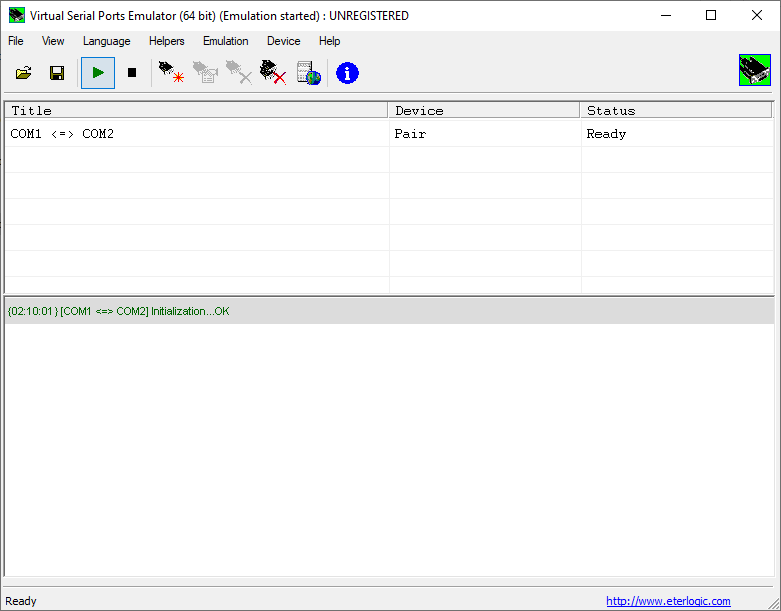 Virtual Serial Ports Emulator (64 bit) (Emulation started) : UNREGISTERED
File View Language Helpers Emulation Device Help
Title Device Status
COM1 <=> COM2 Pair Ready
{02:10:01} [COM1 <=> COM2] Initialization...OK
Ready http://www.eterlogic.com